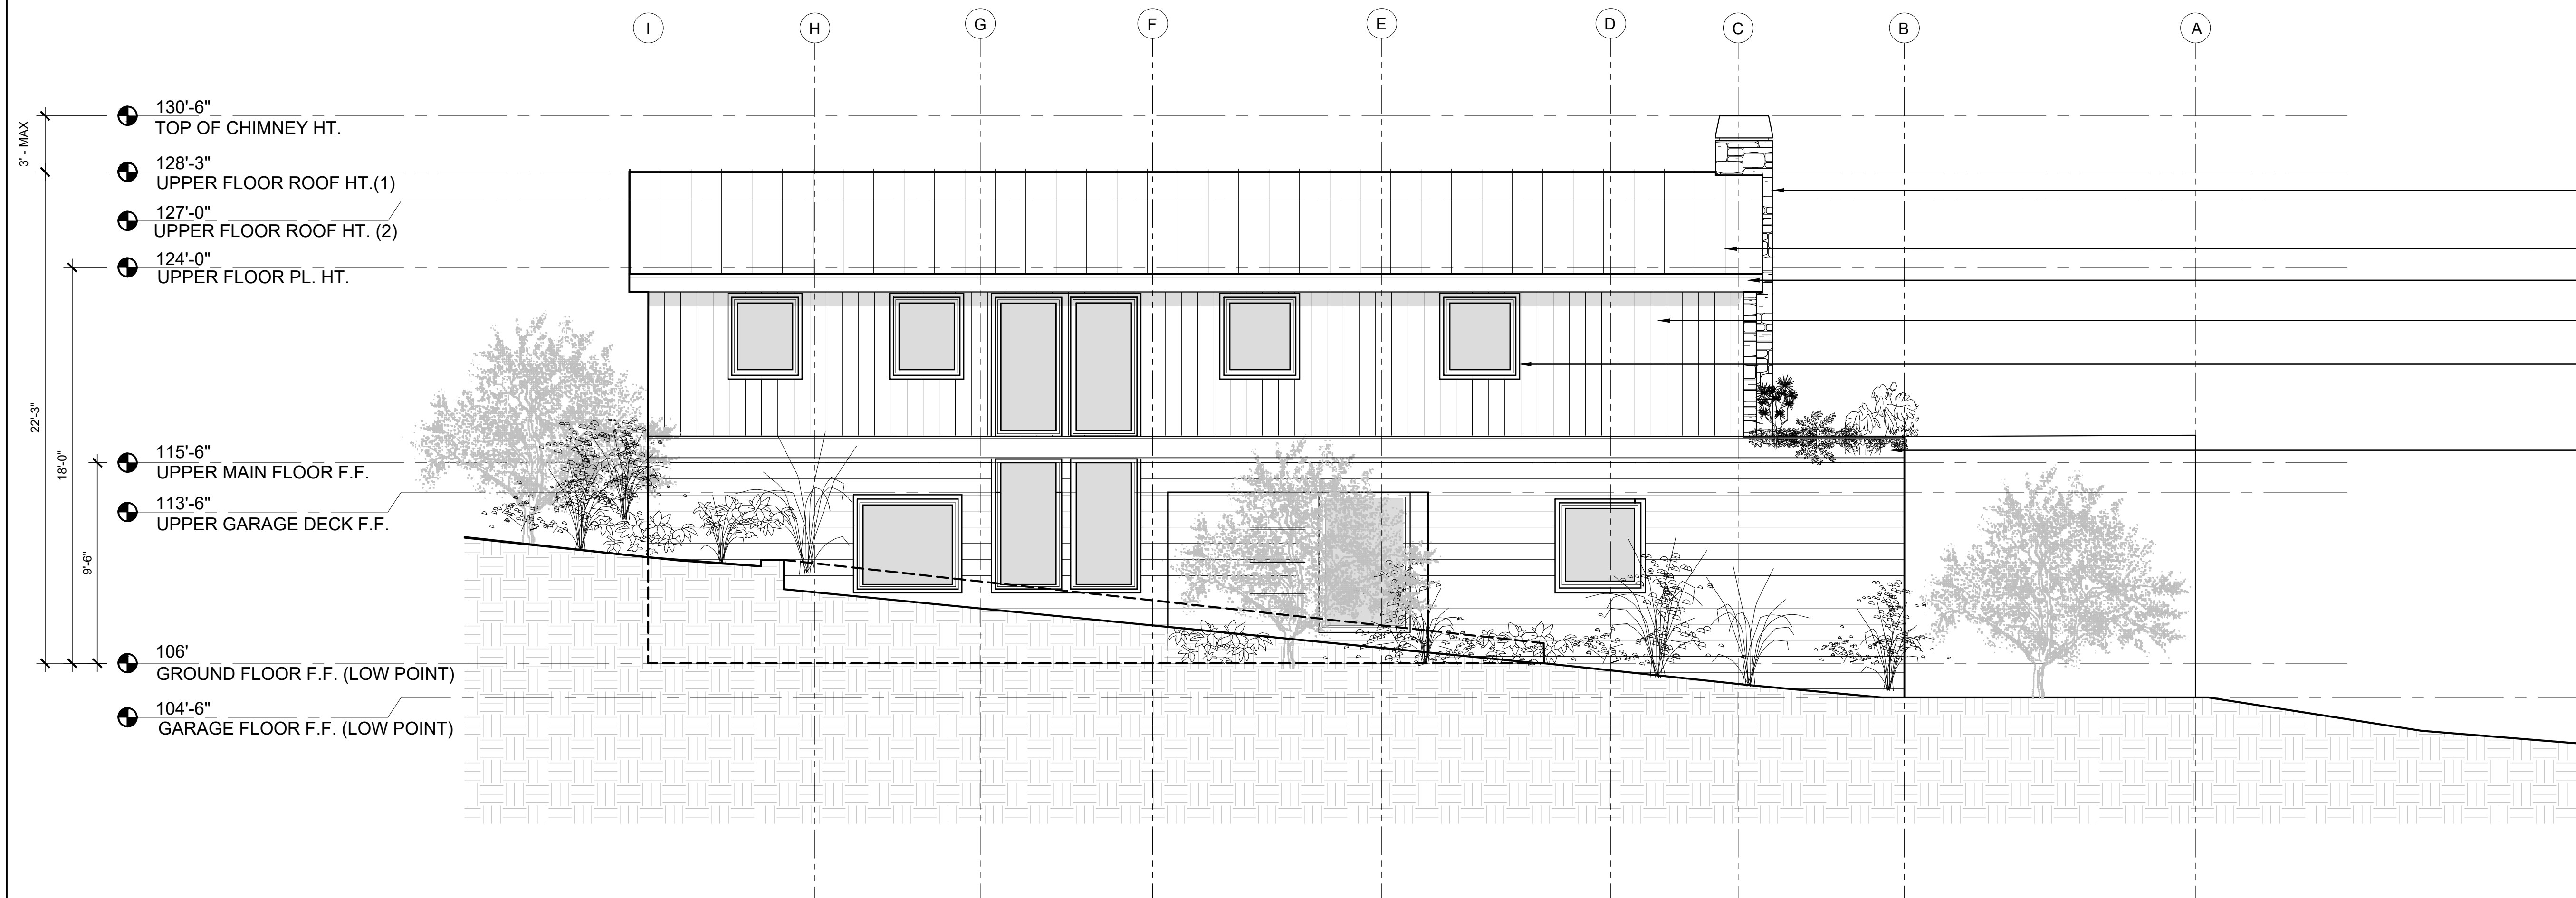 I H G F E D C B A
130'-6"
TOP OF CHIMNEY HT.
3' - MAX
128'-3"
UPPER FLOOR ROOF HT.(1)
127'-0"
UPPER FLOOR ROOF HT. (2)
124'-0"
UPPER FLOOR PL. HT.
22'-3"
18'-0"
115'-6"
UPPER MAIN FLOOR F.F.
113'-6"
UPPER GARAGE DECK F.F.
9'-6"
106'
GROUND FLOOR F.F. (LOW POINT)
104'-6"
GARAGE FLOOR F.F. (LOW POINT)